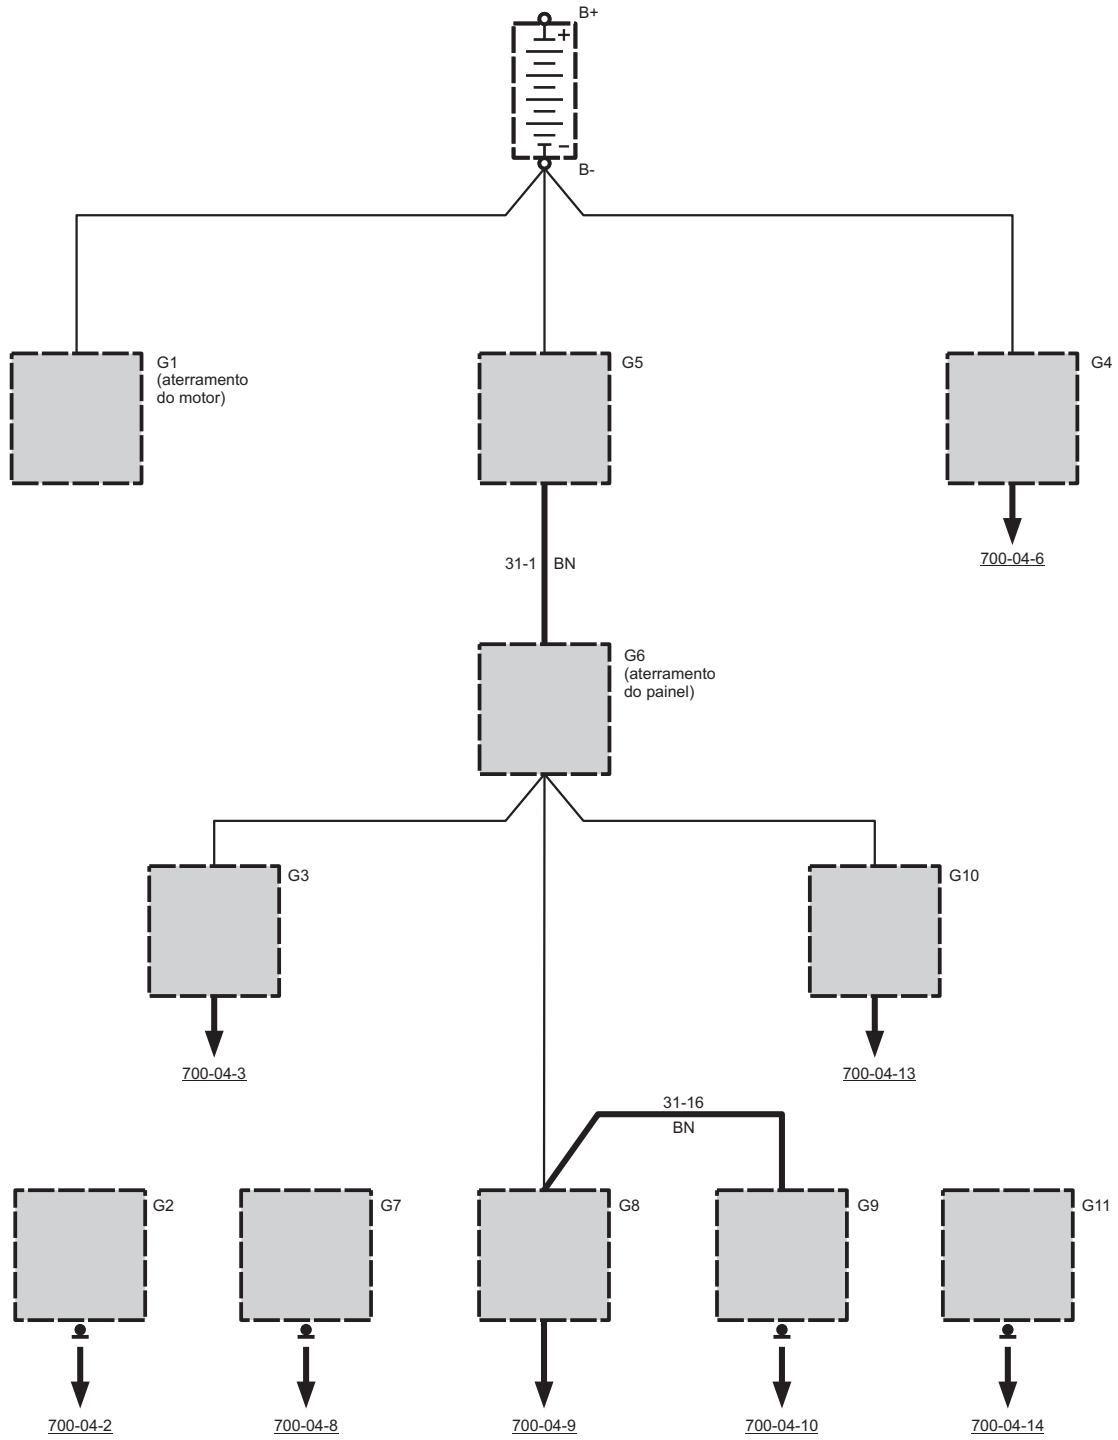 B+
+
−
B-
G1
(aterramento
do motor)
G5
G4
31-1 BN
700-04-6
G6
(aterramento
do painel)
G3
G10
700-04-3
700-04-13
31-16
BN
G2
G7
G8
G9
G11
700-04-2
700-04-8
700-04-9
700-04-10
700-04-14